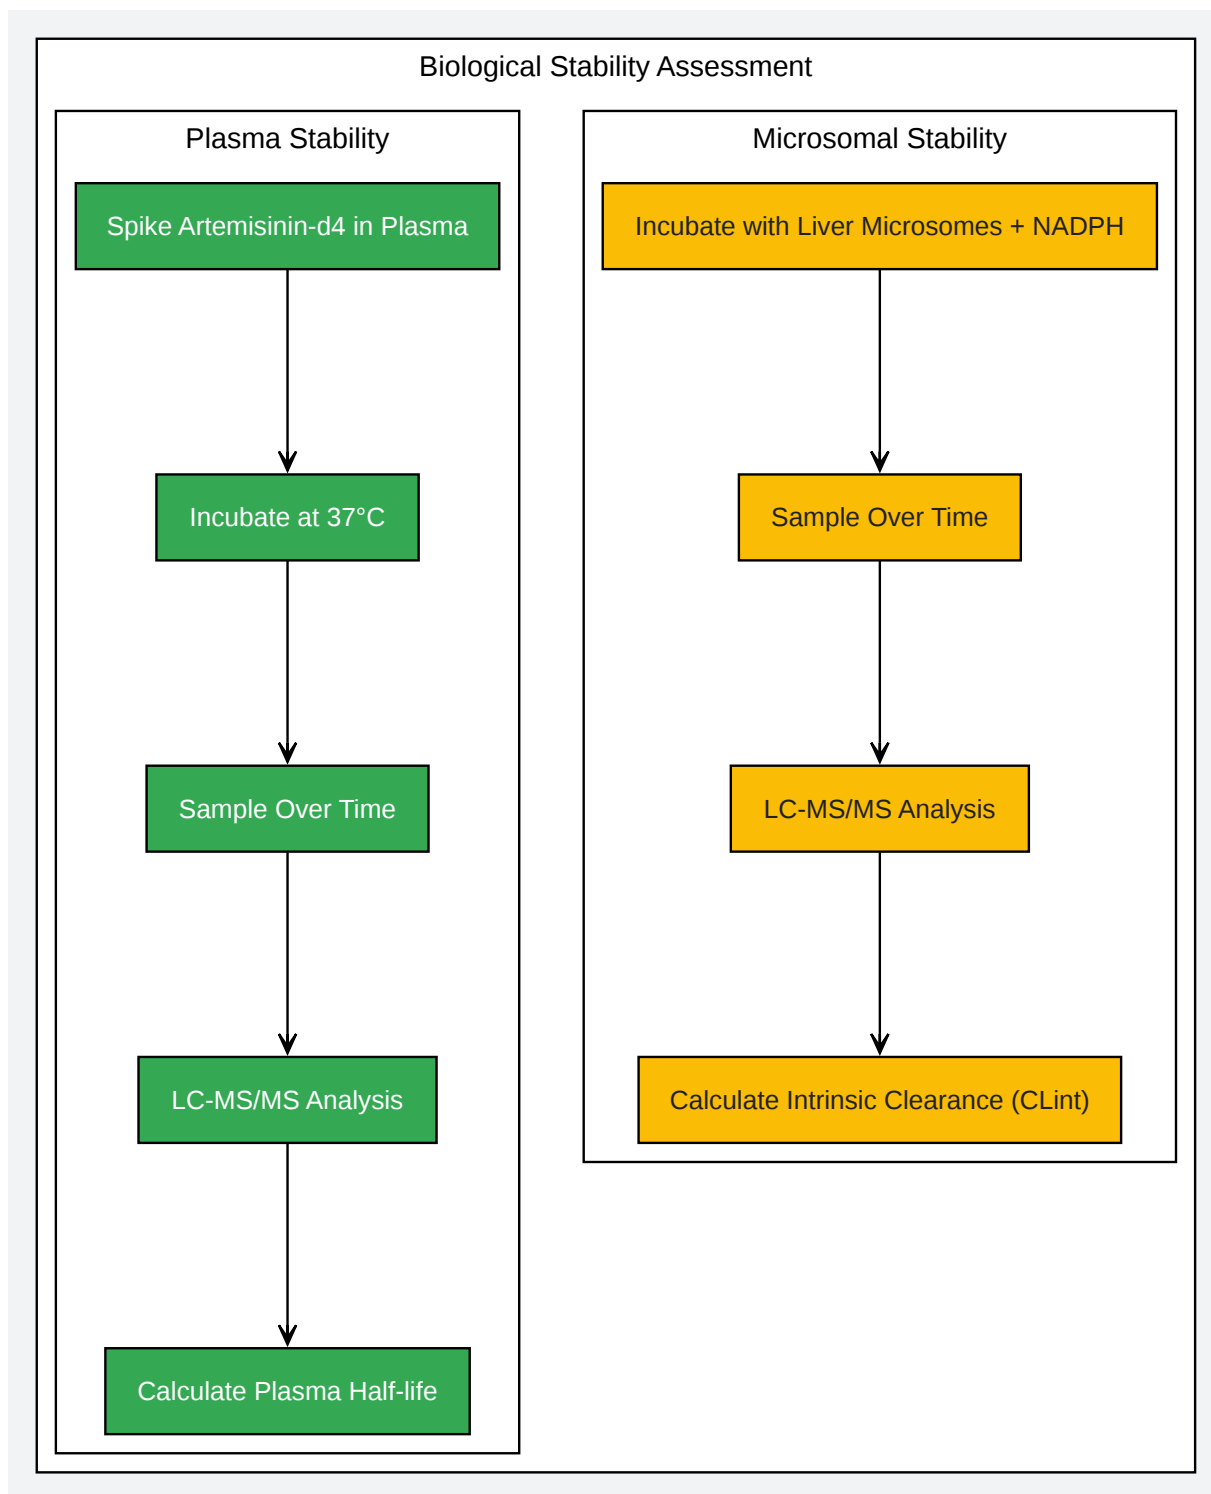 Biological Stability Assessment
Plasma Stability
Spike Artemisinin-d4 in Plasma
Incubate at 37°C
Sample Over Time
LC-MS/MS Analysis
Calculate Plasma Half-life
Microsomal Stability
Incubate with Liver Microsomes + NADPH
Sample Over Time
LC-MS/MS Analysis
Calculate Intrinsic Clearance (CLint)